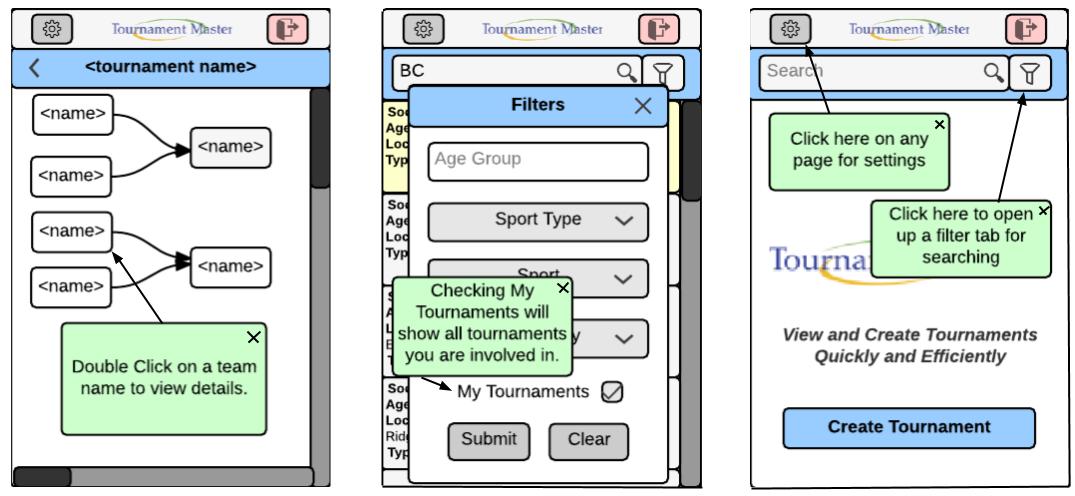 Tournament Master
<tournament name>
<name>
<name>
<name>
<name>
<name>
<name>
Double Click on a team
name to view details.
Tournament Master
BC
Filters
Soc
Age
Loc
Typ
Age Group
Sport Type
Soc
Age
Loc
Typ
Sport
Checking My
Tournaments will
show all tournaments
you are involved in.
My Tournaments
Soc
Age
Loc
Rid
Typ
Submit
Clear
Tournament Master
Search
Click here on any
page for settings
Click here to open
up a filter tab for
searching
View and Create Tournaments
Quickly and Efficiently
Create Tournament